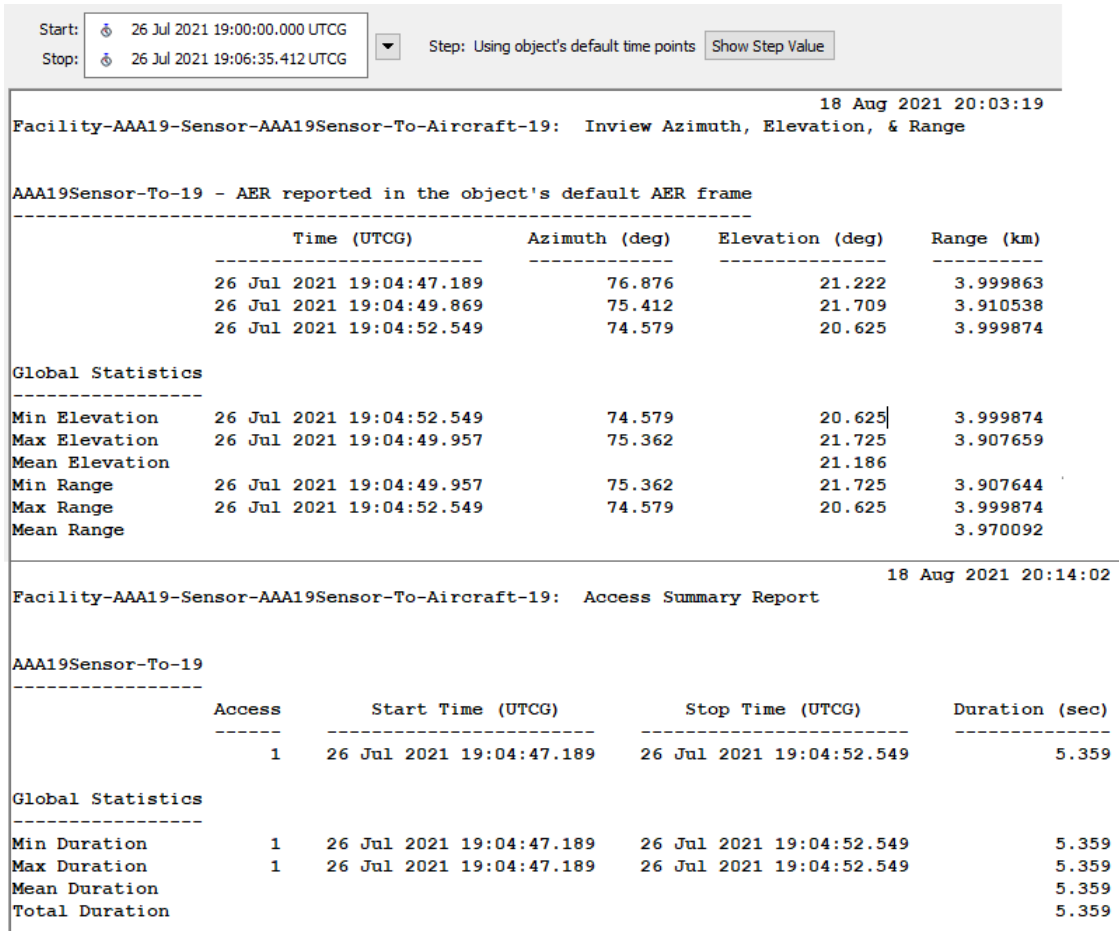 Start: 26 Jul 2021 19:00:00.000 UTCG
Stop: 26 Jul 2021 19:06:35.412 UTCG
Step: Using object's default time points Show Step Value
18 Aug 2021 20:03:19
Facility-AAA19-Sensor-AAA19Sensor-To-Aircraft-19: Inview Azimuth, Elevation, & Range
AAA19Sensor-To-19 - AER reported in the object's default AER frame
------------------------------------------------------------------
Time (UTCG) Azimuth (deg) Elevation (deg) Range (km)
------------------------ ------------- --------------- ----------
26 Jul 2021 19:04:47.189 76.876 21.222 3.999863
26 Jul 2021 19:04:49.869 75.412 21.709 3.910538
26 Jul 2021 19:04:52.549 74.579 20.625 3.999874
Global Statistics
-----------------
Min Elevation 26 Jul 2021 19:04:52.549 74.579 20.625 3.999874
Max Elevation 26 Jul 2021 19:04:49.957 75.362 21.725 3.907659
Mean Elevation 21.186
Min Range 26 Jul 2021 19:04:49.957 75.362 21.725 3.907644
Max Range 26 Jul 2021 19:04:52.549 74.579 20.625 3.999874
Mean Range 3.970092
18 Aug 2021 20:14:02
Facility-AAA19-Sensor-AAA19Sensor-To-Aircraft-19: Access Summary Report
AAA19Sensor-To-19
-----------------
Access Start Time (UTCG) Stop Time (UTCG) Duration (sec)
------ ------------------------ ------------------------ --------------
1 26 Jul 2021 19:04:47.189 26 Jul 2021 19:04:52.549 5.359
Global Statistics
-----------------
Min Duration 1 26 Jul 2021 19:04:47.189 26 Jul 2021 19:04:52.549 5.359
Max Duration 1 26 Jul 2021 19:04:47.189 26 Jul 2021 19:04:52.549 5.359
Mean Duration 5.359
Total Duration 5.359